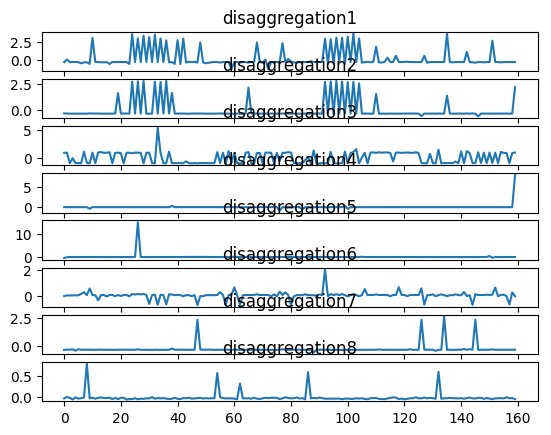 disaggregation1
2.5
0.0
disaggregation2
2.5
0.0
disaggregation3
5
0
disaggregation4
5
0
disaggregation5
10
0
disaggregation6
2
0
disaggregation7
2.5
0.0
disaggregation8
0.5
0.0
0 20 40 60 80 100 120 140 160